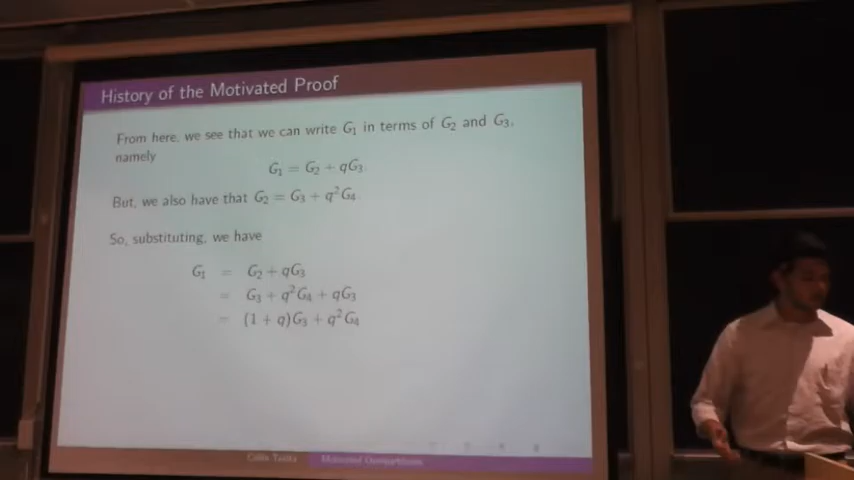 History of the Motivated Proof
From here, we see that we can write G₁ in terms of G₂ and G₃,
namely
G₁ = G₂ + qG₃.
But, we also have that G₂ = G₃ + q²G₄.
So, substituting, we have
G₁ = G₂ + qG₃
= G₃ + q²G₄ + qG₃
= (1 + q)G₃ + q²G₄
Motivated